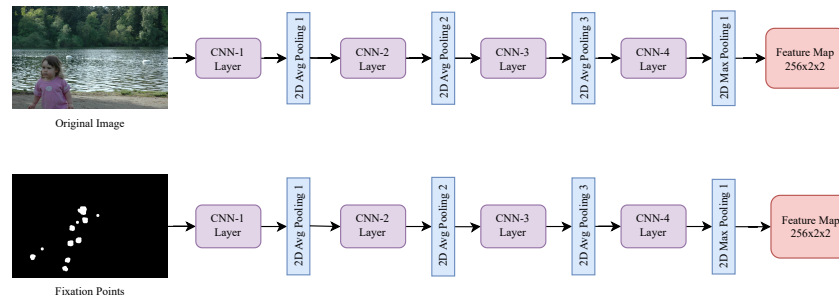 CNN-1
Layer
2D Avg Pooling 1
CNN-2
Layer
2D Avg Pooling 2
CNN-3
Layer
2D Avg Pooling 3
CNN-4
Layer
2D Max Pooling 1
Feature Map
256x2x2
Original Image
CNN-1
Layer
2D Avg Pooling 1
CNN-2
Layer
2D Avg Pooling 2
CNN-3
Layer
2D Avg Pooling 3
CNN-4
Layer
2D Max Pooling 1
Feature Map
256x2x2
Fixation Points